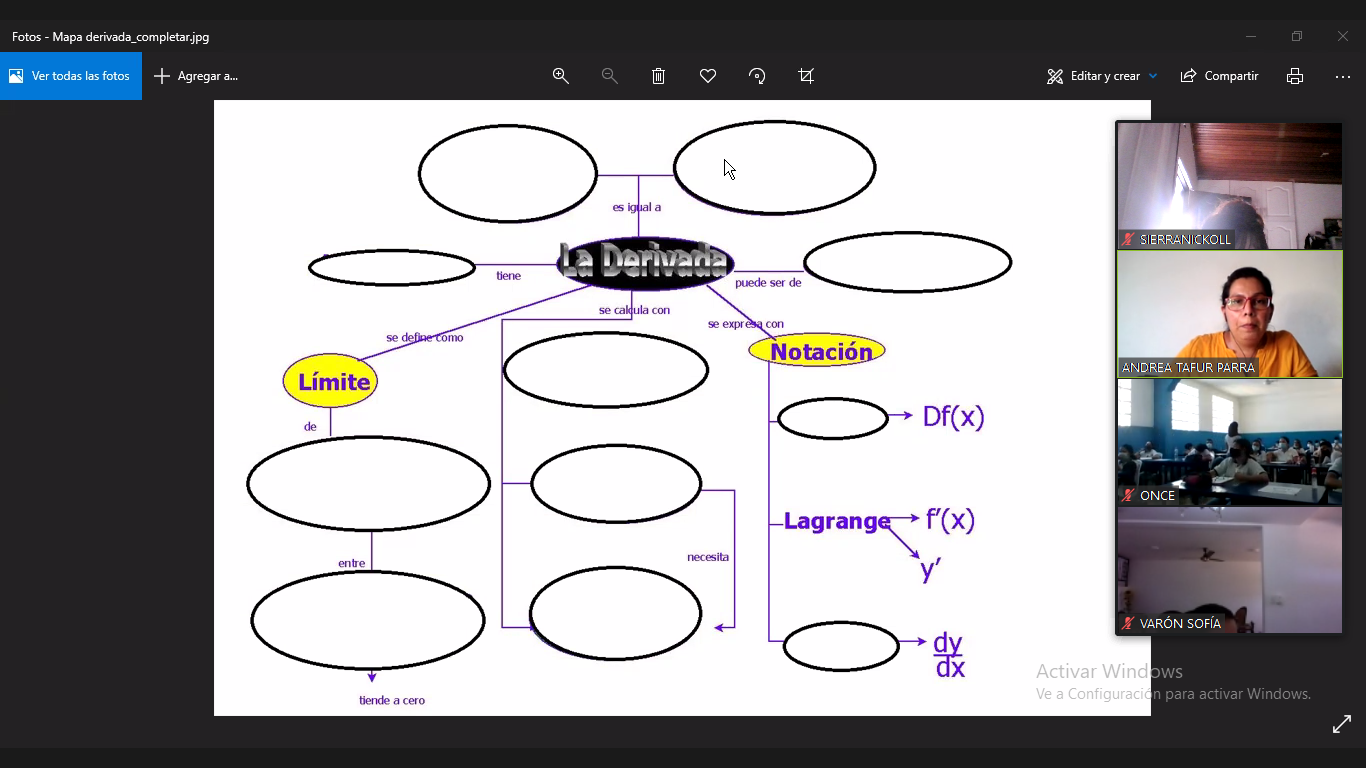 Fotos - Mapa derivada_completar.jpg
Ver todas las fotos
Agregar a...
Editar y crear
Compartir
es igual a
La Derivada
tiene
puede ser de
se calcula con
se define como
se expresa con
Límite
Notación
de
Df(x)
entre
necesita
Lagrange
f'(x)
y'
dy
dx
tiende a cero
SIERRANICKOLL
ANDREA TAFUR PARRA
ONCE
VARÓN SOFÍA
Activar Windows
Ve a Configuración para activar Windows.